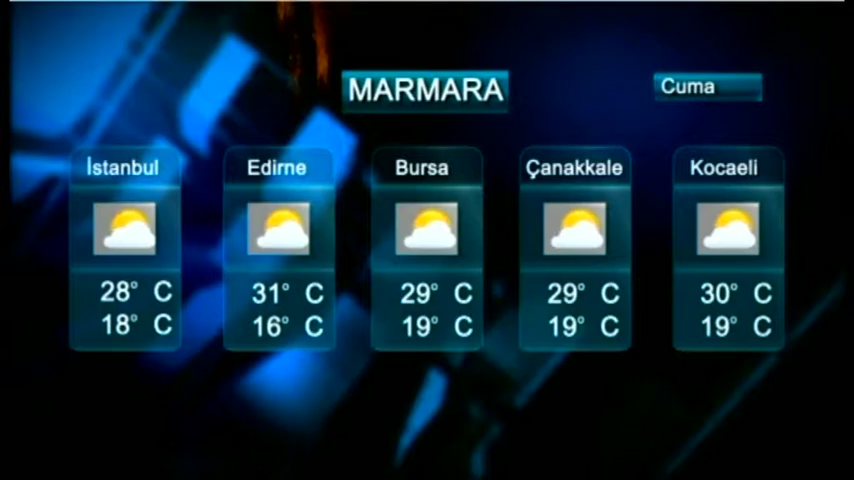 MARMARA
Cuma
İstanbul
28° C
18° C
Edirne
31° C
16° C
Bursa
29° C
19° C
Çanakkale
29° C
19° C
Kocaeli
30° C
19° C